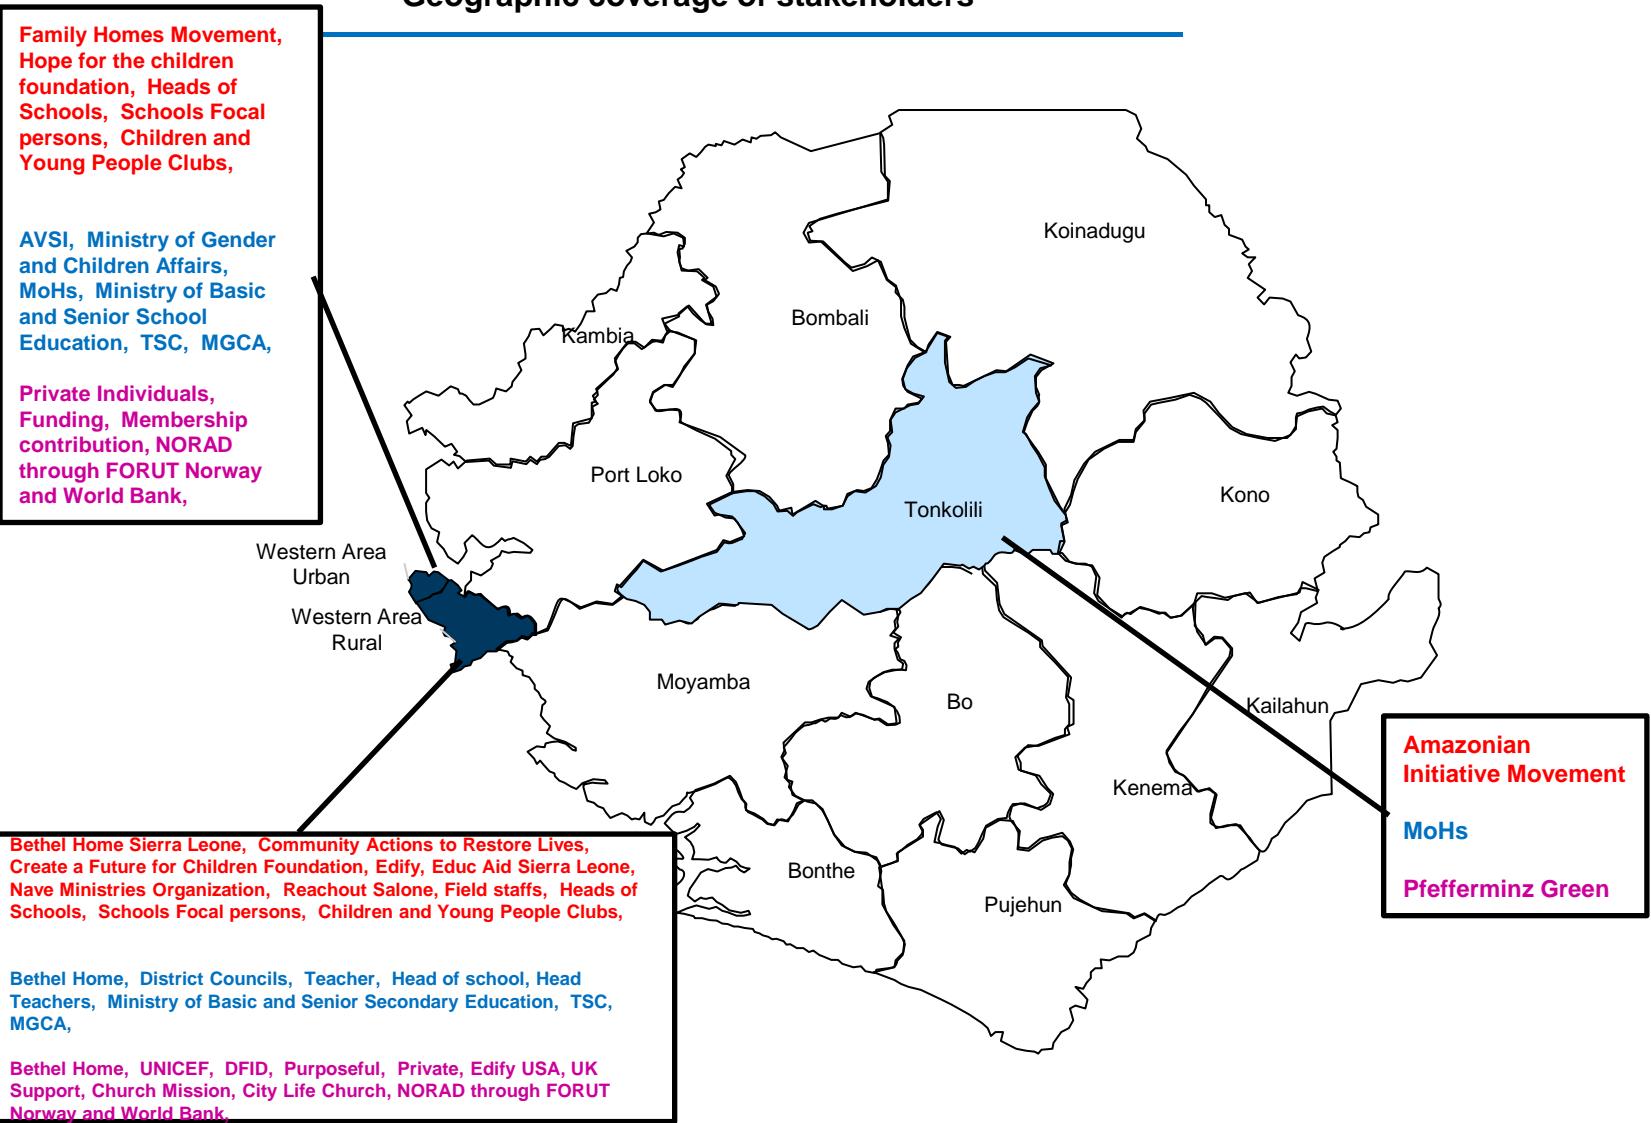 Geographic coverage of stakeholders
Family Homes Movement,
Hope for the children
foundation, Heads of
Schools, Schools Focal
persons, Children and
Young People Clubs,
AVSI, Ministry of Gender
and Children Affairs,
MoHs, Ministry of Basic
and Senior School
Education, TSC, MGCA,
Private Individuals,
Funding, Membership
contribution, NORAD
through FORUT Norway
and World Bank,
Koinadugu
Bombali
Kambia
Port Loko
Tonkolili
Kono
Western Area
Urban
Western Area
Rural
Moyamba
Bo
Kailahun
Kenema
Bonthe
Pujehun
Amazonian
Initiative Movement
MoHs
Pfefferminz Green
Bethel Home Sierra Leone, Community Actions to Restore Lives,
Create a Future for Children Foundation, Edify, Educ Aid Sierra Leone,
Nave Ministries Organization, Reachout Salone, Field staffs, Heads of
Schools, Schools Focal persons, Children and Young People Clubs,
Bethel Home, District Councils, Teacher, Head of school, Head
Teachers, Ministry of Basic and Senior Secondary Education, TSC,
MGCA,
Bethel Home, UNICEF, DFID, Purposeful, Private, Edify USA, UK
Support, Church Mission, City Life Church, NORAD through FORUT
Norway and World Bank,